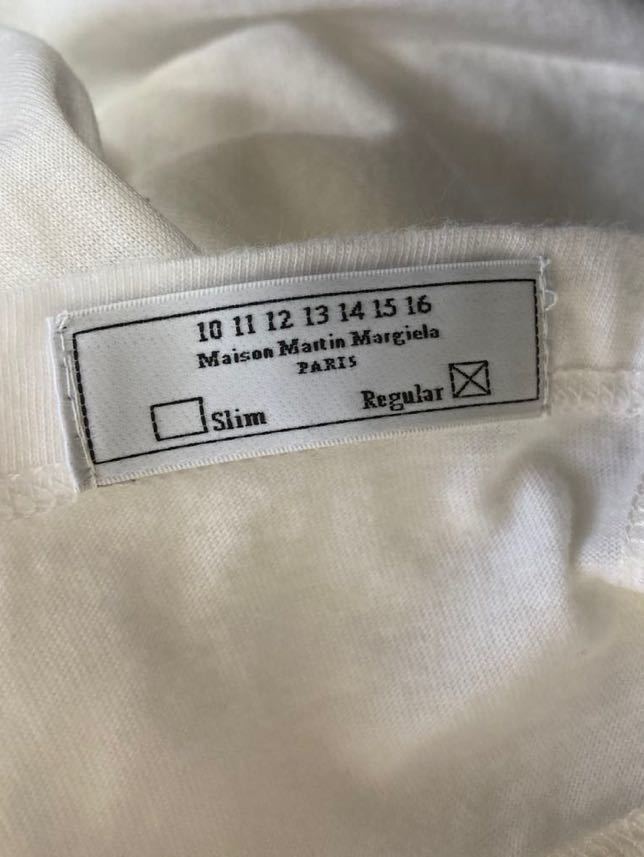 10 11 12 13 14 15 16
Maison Martin Margiela
PARIS
Slim Regular